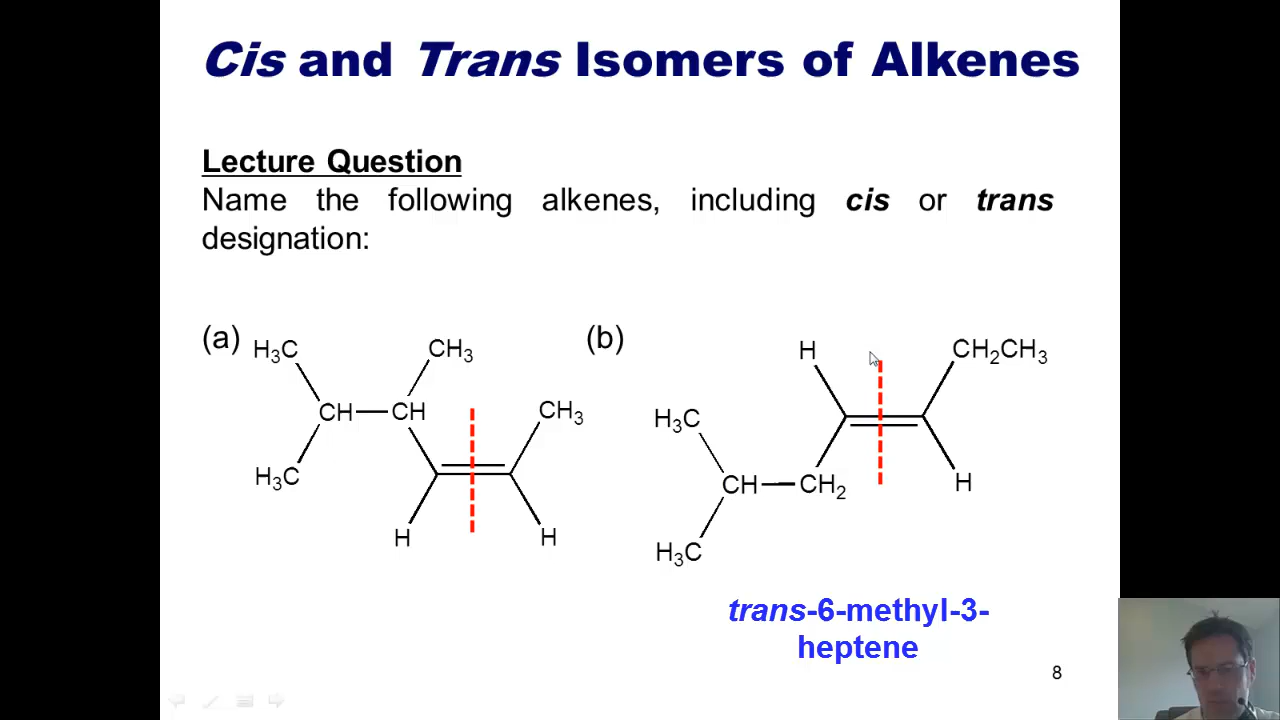 Cis and Trans Isomers of Alkenes
Lecture Question
Name the following alkenes, including cis or trans
designation:
(a)
H₃C
CH₃
CH
CH
CH₃
H₃C
H
H
(b)
H
CH₂CH₃
H₃C
CH
CH₂
H
H₃C
trans-6-methyl-3-
heptene
8